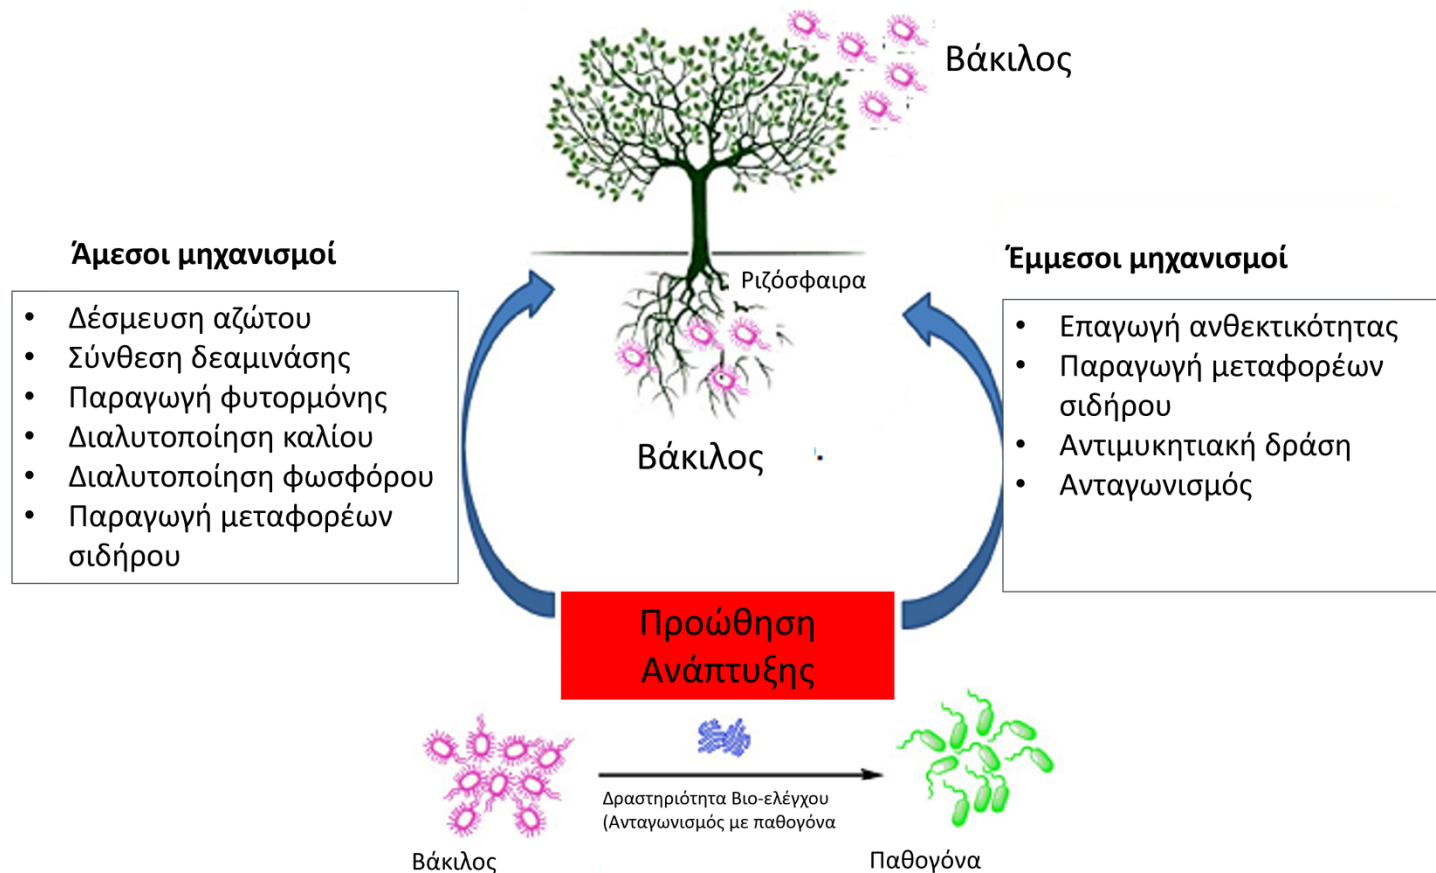 Βάκιλος
Άμεσοι μηχανισμοί
• Δέσμευση αζώτου
• Σύνθεση δεαμινάσης
• Παραγωγή φυτορμόνης
• Διαλυτοποίηση καλίου
• Διαλυτοποίηση φωσφόρου
• Παραγωγή μεταφορέων
σιδήρου
Ριζόσφαιρα
Βάκιλος
Έμμεσοι μηχανισμοί
• Επαγωγή ανθεκτικότητας
• Παραγωγή μεταφορέων
σιδήρου
• Αντιμυκητιακή δράση
• Ανταγωνισμός
Προώθηση
Ανάπτυξης
Δραστηριότητα Βιο-ελέγχου
(Ανταγωνισμός με παθογόνα
Βάκιλος
Παθογόνα